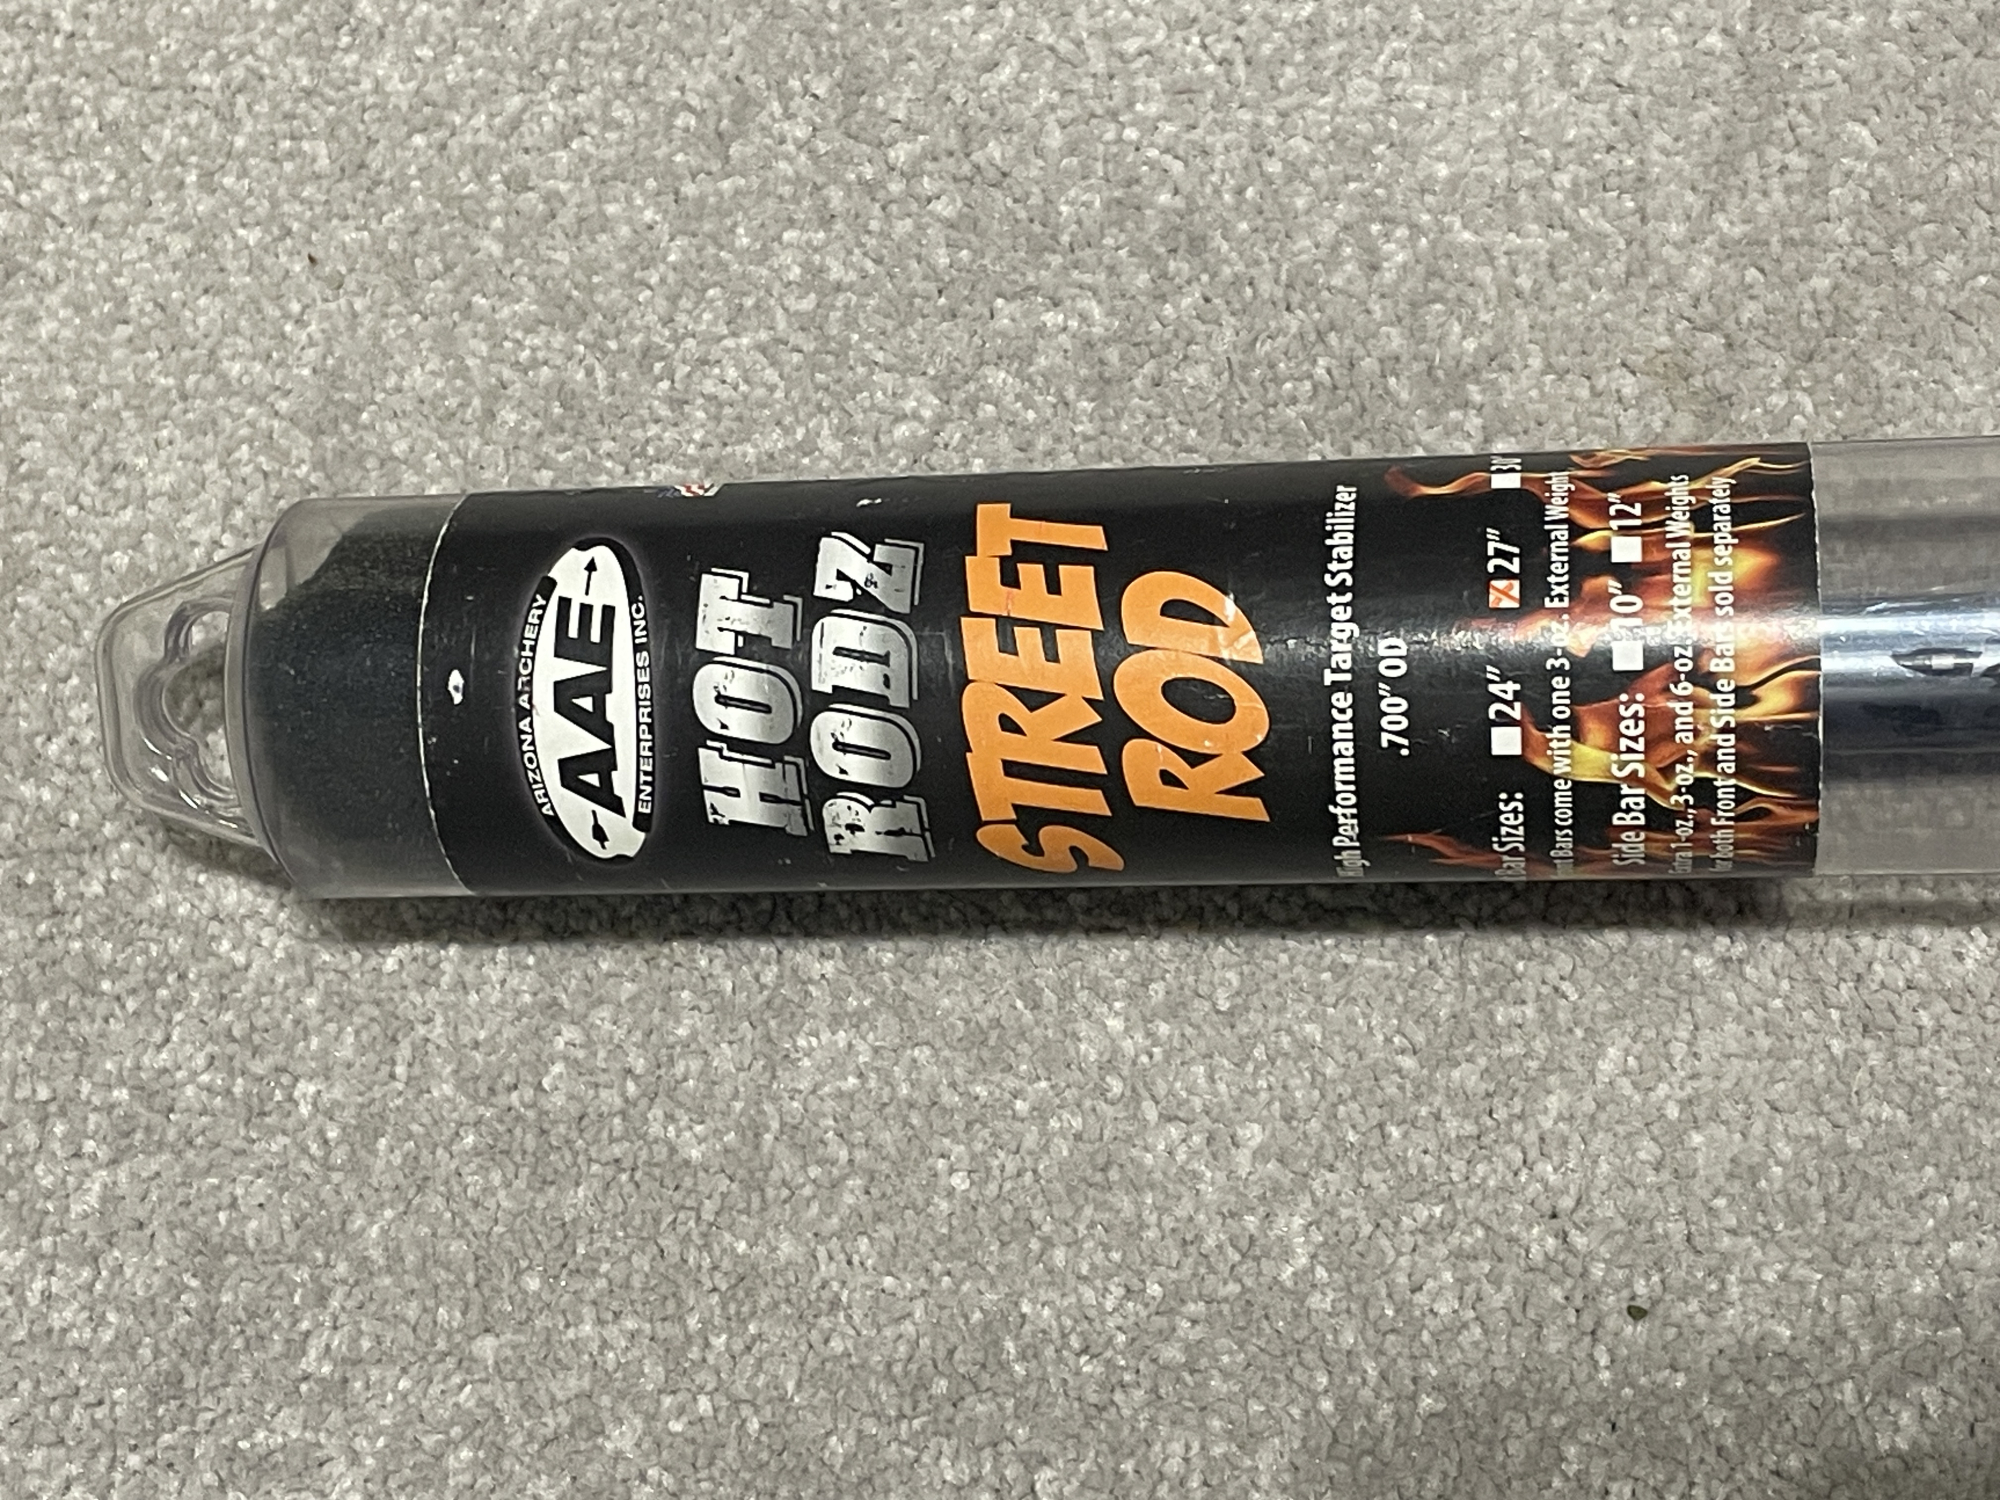 ARIZONA ARCHERY
AAE
ENTERPRISES INC.
HOT
RODZ
STREET
ROD
High Performance Target Stabilizer
.700" OD
Bar Sizes: 24" 27" 30"
Bars come with one 3-oz. External Weight
Side Bar Sizes: 10" 12"
Extra 1-oz., 3-oz., and 6-oz. External Weights
for both Front and Side Bars sold separately